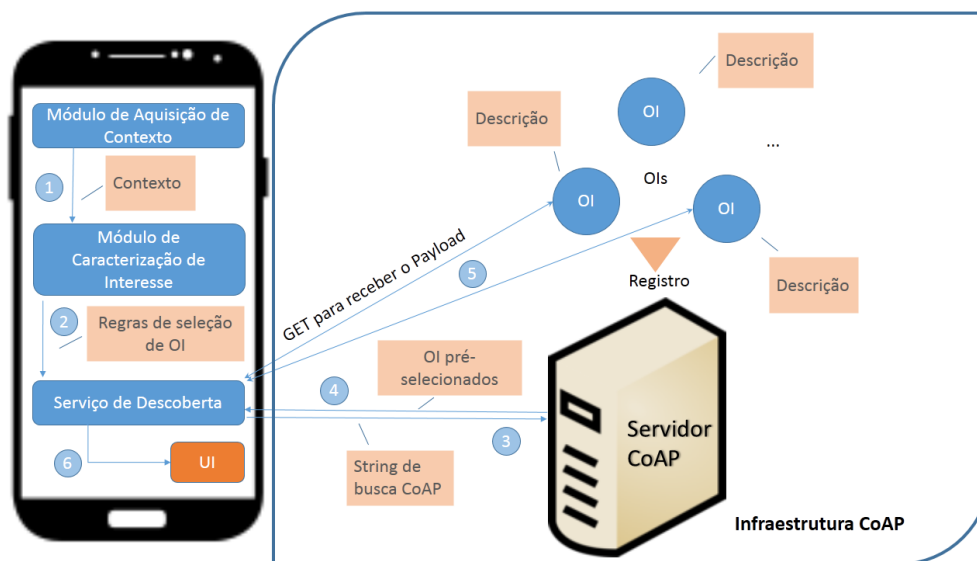 Módulo de Aquisição de
Contexto
1
Contexto
Módulo de
Caracterização de
Interesse
2
Regras de seleção
de OI
Serviço de Descoberta
6
UI
Descrição
OI
Descrição
OI
...
OIs
OI
Descrição
Registro
GET para receber o Payload
5
OI pré-
selecionados
4
3
String de
busca CoAP
Servidor
CoAP
Infraestrutura CoAP